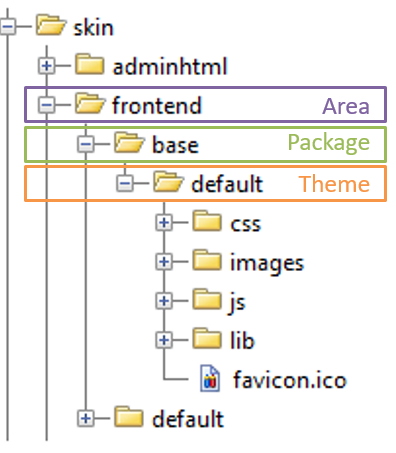 skin
adminhtml
frontend Area
base Package
default Theme
css
images
js
lib
favicon.ico
default